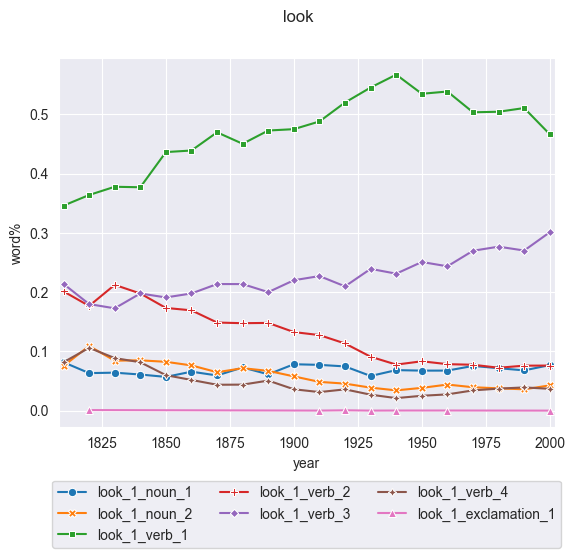 look
0.5
0.4
0.3
0.2
0.1
0.0
word%
1825 1850 1875 1900 1925 1950 1975 2000
year
look_1_noun_1 look_1_verb_2 look_1_verb_4
look_1_noun_2 look_1_verb_3 look_1_exclamation_1
look_1_verb_1